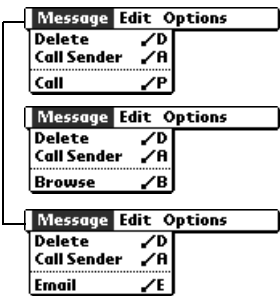 Message Edit Options
Delete /D
Call Sender /A
Call /P
Message Edit Options
Delete /D
Call Sender /A
Browse /B
Message Edit Options
Delete /D
Call Sender /A
Email /E